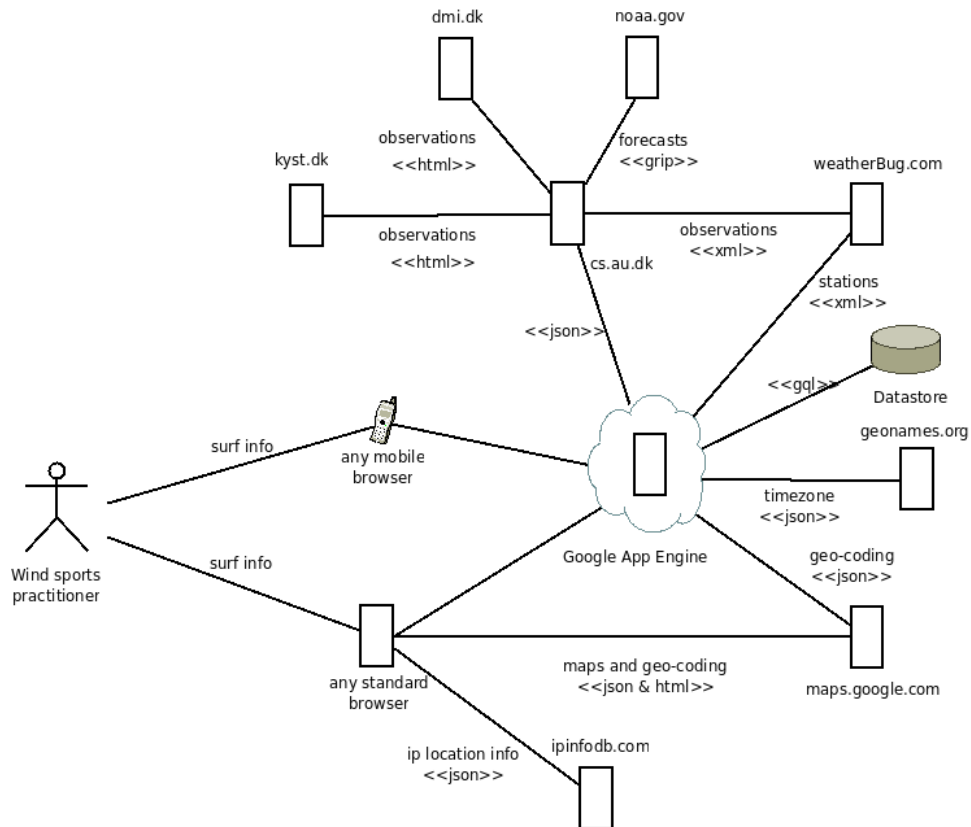 dmi.dk
noaa.gov
observations
<<html>>
forecasts
<<grip>>
kyst.dk
weatherBug.com
observations
<<html>>
observations
<<xml>>
cs.au.dk
stations
<<xml>>
<<json>>
<<gql>>
Datastore
geonames.org
surf info
any mobile
browser
timezone
<<json>>
Google App Engine
geo-coding
<<json>>
Wind sports
practitioner
surf info
maps and geo-coding
<<json & html>>
maps.google.com
any standard
browser
ip location info
<<json>>
ipinfodb.com